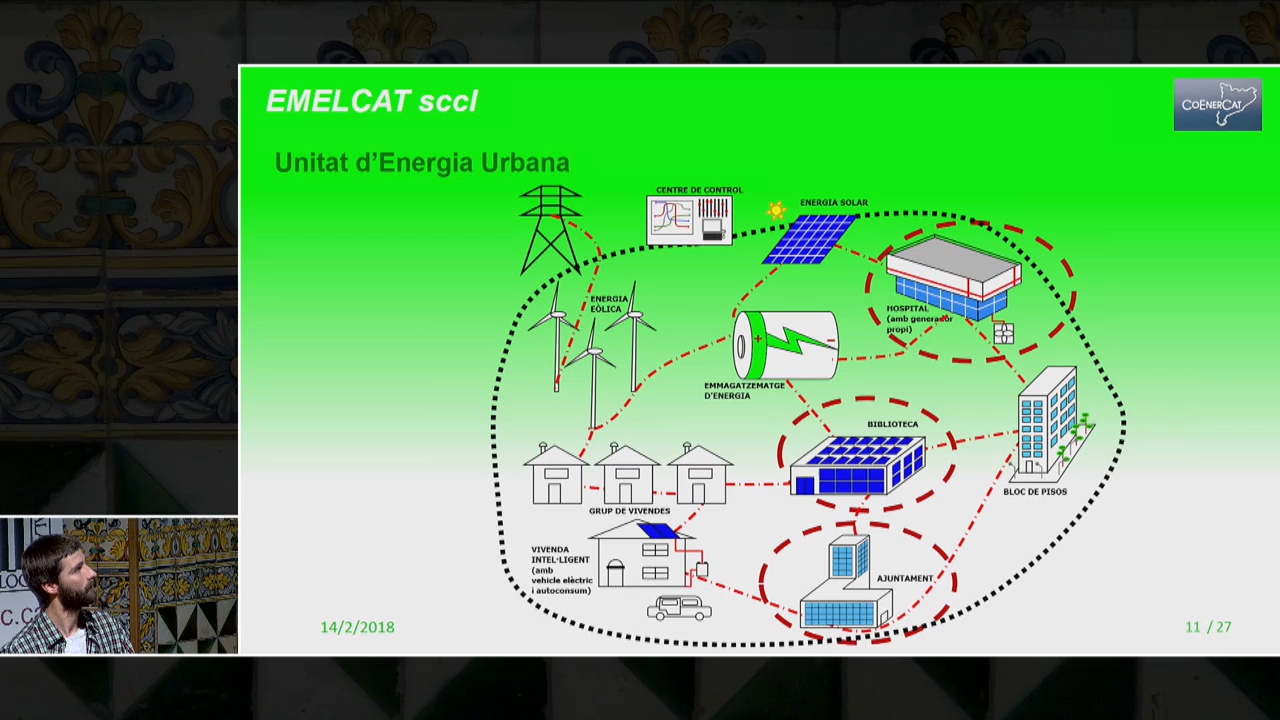 EMELCAT sccl
COENERCAT
Unitat d’Energia Urbana
CENTRE DE CONTROL
ENERGIA SOLAR
ENERGIA
EÒLICA
HOSPITAL
(amb generador
propi)
EMMAGATZEMATGE
D'ENERGIA
BIBLIOTECA
BLOC DE PISOS
GRUP DE VIVENDES
VIVENDA
INTEL·LIGENT
(amb
vehicle elèctric
i autoconsum)
AJUNTAMENT
14/2/2018
11 / 27